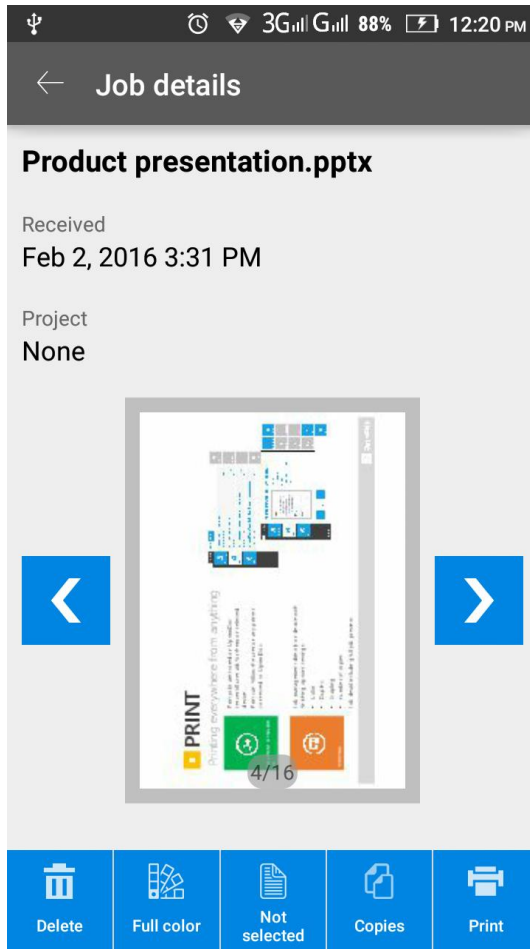 3G G 88% 12:20 PM
Job details
Product presentation.pptx
Received
Feb 2, 2016 3:31 PM
Project
None
PRINT
Printing everywhere from anything
4/16
Delete
Full color
Not
selected
Copies
Print